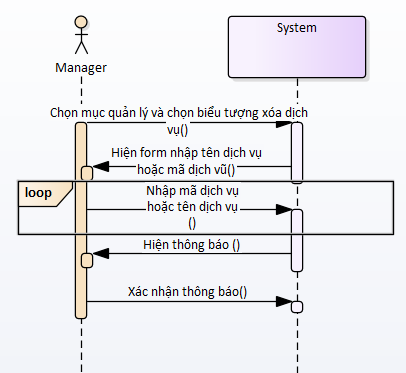 System
Manager
Chọn mục quản lý và chọn biểu tượng xóa dịch
vụ()
Hiện form nhập tên dịch vụ
hoặc mã dịch vũ()
loop
Nhập mã dịch vụ
hoặc tên dịch vụ
()
Hiện thông báo ()
Xác nhận thông báo()